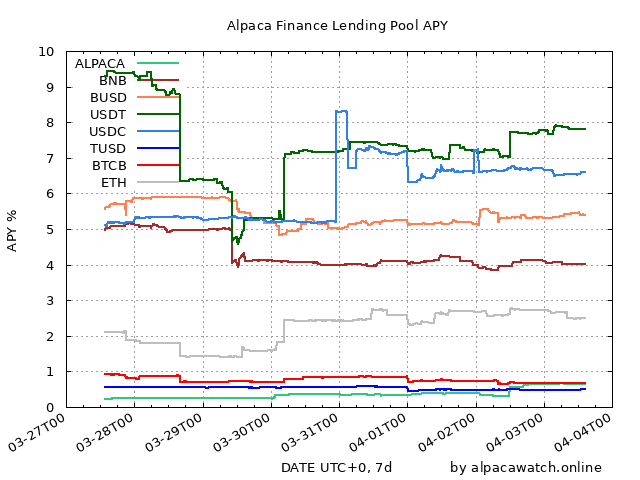 Alpaca Finance Lending Pool APY
10
9
8
7
6
5
4
3
2
1
0
APY %
ALPACA
BNB
BUSD
USDT
USDC
TUSD
BTCB
ETH
03-27T00
03-28T00
03-29T00
03-30T00
03-31T00
04-01T00
04-02T00
04-03T00
04-04T00
DATE UTC+0, 7d
by alpacawatch.online